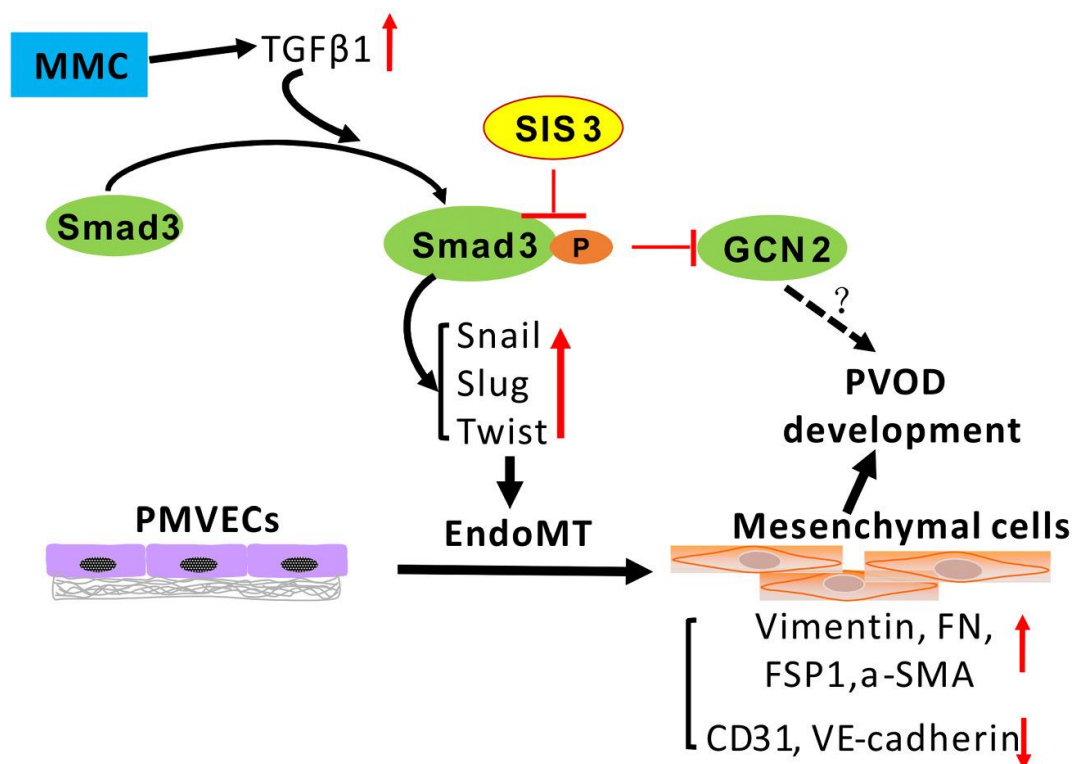 MMC
TGFβ1
SIS3
Smad3
Smad3
P
GCN2
?
Snail
Slug
Twist
PVOD
development
PMVECs
EndoMT
Mesenchymal cells
Vimentin, FN,
FSP1,a-SMA
CD31, VE-cadherin